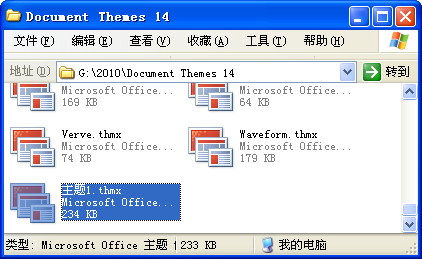 Document Themes 14
文件(F) 编辑(E) 查看(V) 收藏(A) 工具(T) 帮助(H)
地址(D) G:\2010\Document Themes 14 转到
Microsoft Office... Microsoft Office...
169 KB 64 KB
Verve.thmx Waveform.thmx
Microsoft Office... Microsoft Office...
74 KB 179 KB
主题1.thmx
Microsoft Office...
234 KB
类型: Microsoft Office 主题 233 KB 我的电脑